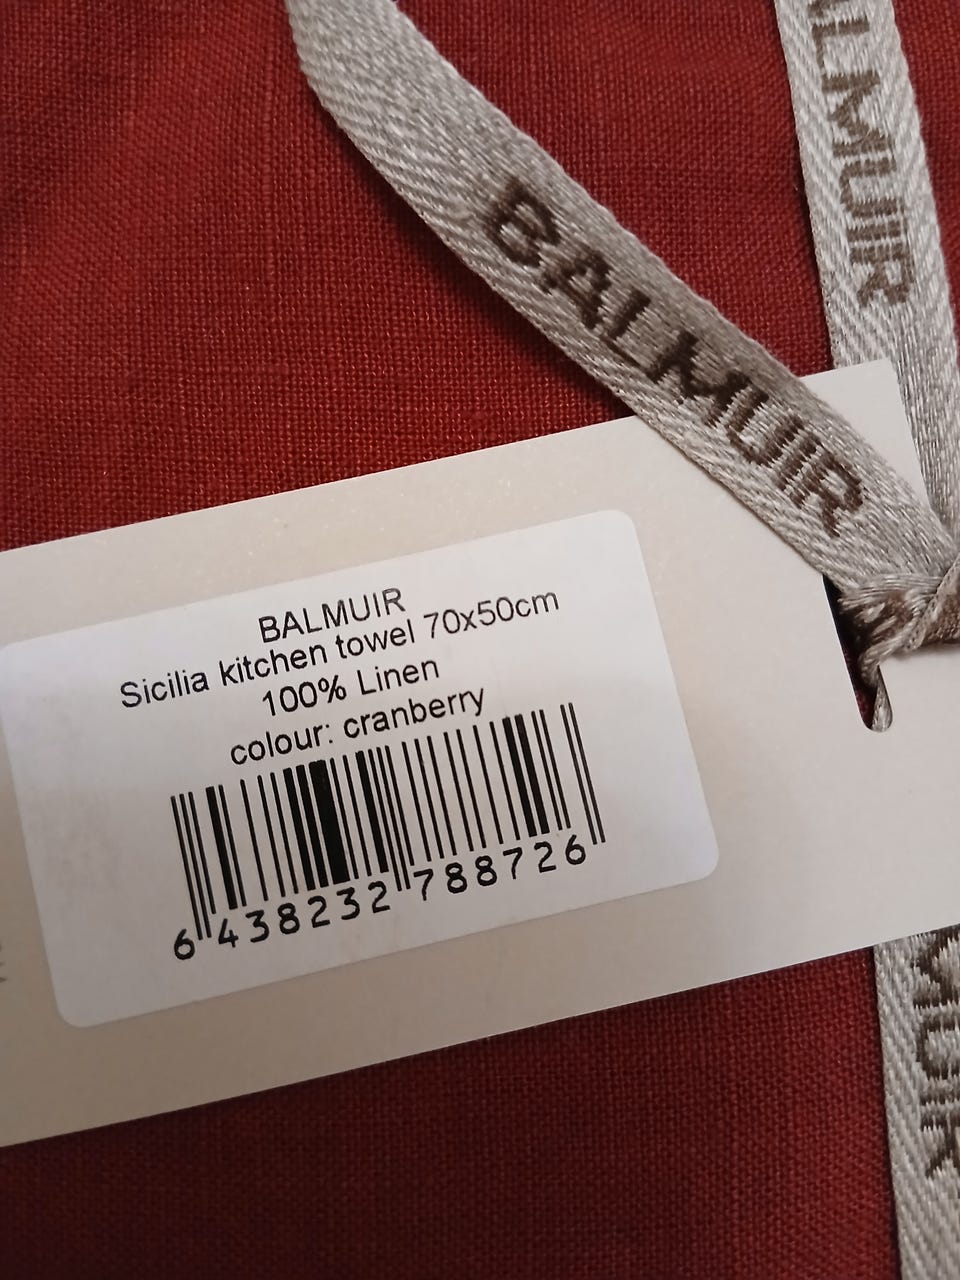 BALMUIR
BALMUIR
BALMUIR
Sicilia kitchen towel 70x50cm
100% Linen
colour: cranberry
6 438232 788726